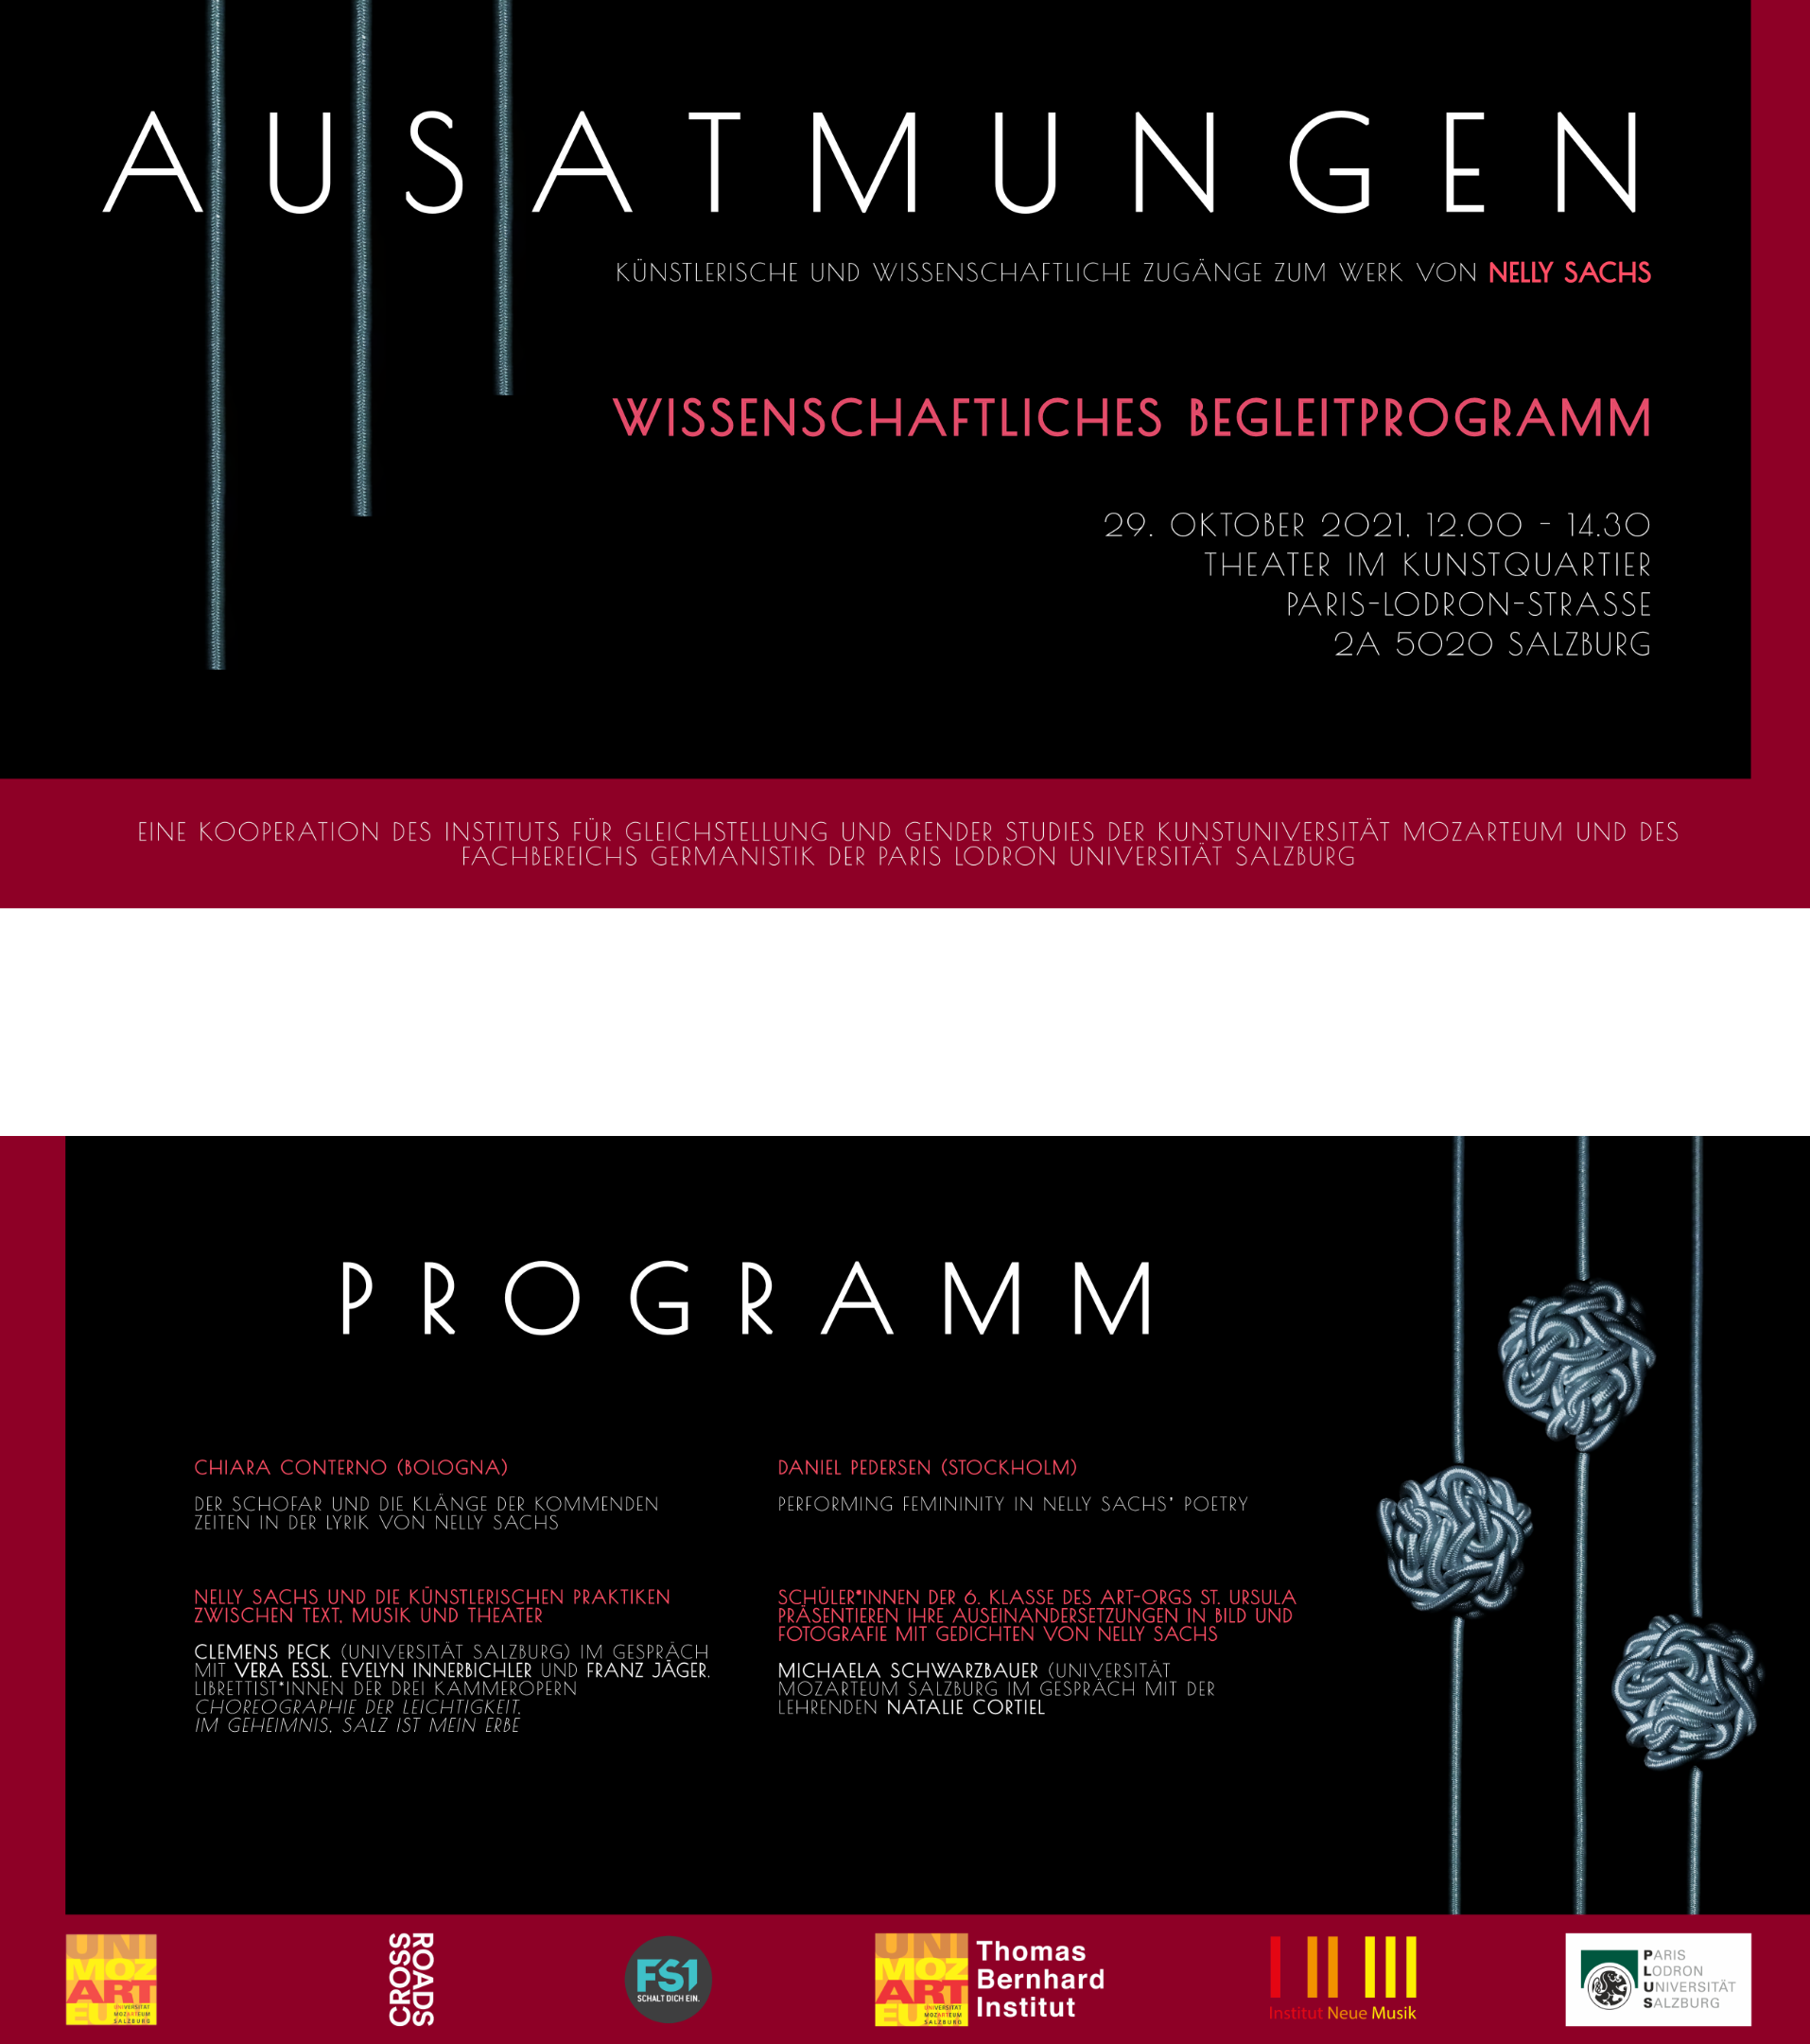 AUSATMUNGEN
KÜNSTLERISCHE UND WISSENSCHAFTLICHE ZUGÄNGE ZUM WERK VON NELLY SACHS
WISSENSCHAFTLICHES BEGLEITPROGRAMM
29. OKTOBER 2021, 12.00 - 14.30
THEATER IM KUNSTQUARTIER
PARIS-LODRON-STRASSE
2A 5020 SALZBURG
EINE KOOPERATION DES INSTITUTS FÜR GLEICHSTELLUNG UND GENDER STUDIES DER KUNSTUNIVERSITÄT MOZARTEUM UND DES
FACHBEREICHS GERMANISTIK DER PARIS LODRON UNIVERSITÄT SALZBURG
PROGRAMM
CHIARA CONTERNO (BOLOGNA)
DER SCHOFAR UND DIE KLÄNGE DER KOMMENDEN
ZEITEN IN DER LYRIK VON NELLY SACHS
NELLY SACHS UND DIE KÜNSTLERISCHEN PRAKTIKEN
ZWISCHEN TEXT, MUSIK UND THEATER
CLEMENS PECK (UNIVERSITÄT SALZBURG) IM GESPRÄCH
MIT VERA ESSL, EVELYN INNERBICHLER UND FRANZ JÄGER,
LIBRETTIST*INNEN DER DREI KAMMEROPERN
CHOREOGRAPHIE DER LEICHTIGKEIT,
IM GEHEIMNIS, SALZ IST MEIN ERBE
DANIEL PEDERSEN (STOCKHOLM)
PERFORMING FEMININITY IN NELLY SACHS' POETRY
SCHÜLER*INNEN DER 6. KLASSE DES ART-ORGS ST. URSULA
PRÄSENTIEREN IHRE AUSEINANDERSETZUNGEN IN BILD UND
FOTOGRAFIE MIT GEDICHTEN VON NELLY SACHS
MICHAELA SCHWARZBAUER (UNIVERSITÄT
MOZARTEUM SALZBURG IM GESPRÄCH MIT DER
LEHRENDEN NATALIE CORTIEL
UNI
MOZ
ART
EU
UNIVERSITÄT
MOZARTEUM
SALZBURG
CROSS
ROADS
FS1
SCHALT DICH EIN.
UNI
MOZ
ART
EU
UNIVERSITÄT
MOZARTEUM
SALZBURG
Thomas
Bernhard
Institut
Institut Neue Musik
PARIS
LODRON
UNIVERSITÄT
SALZBURG